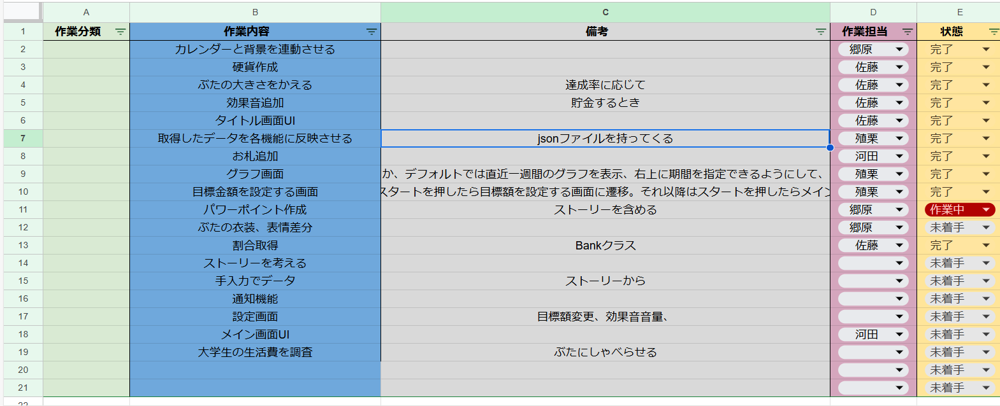 A B C D E
1 作業分類 作業内容 備考 作業担当 状態
2 カレンダーと背景を連動させる 郷原 完了
3 硬貨作成 佐藤 完了
4 ぶたの大きさをかえる 達成率に応じて 佐藤 完了
5 効果音追加 貯金するとき 佐藤 完了
6 タイトル画面UI 佐藤 完了
7 取得したデータを各機能に反映させる jsonファイルを持ってくる 殖栗 完了
8 お札追加 河田 完了
9 グラフ画面 か、デフォルトでは直近一週間のグラフを表示、右上に期間を指定できるようにして、 殖栗 完了
10 目標金額を設定する画面 スタートを押したら目標額を設定する画面に遷移。それ以降はスタートを押したらメイン 殖栗 完了
11 パワーポイント作成 ストーリーを含める 郷原 作業中
12 ぶたの衣装、表情差分 郷原 未着手
13 割合取得 Bankクラス 佐藤 完了
14 ストーリーを考える 未着手
15 手入力でデータ ストーリーから 未着手
16 通知機能 未着手
17 設定画面 目標額変更、効果音音量、 未着手
18 メイン画面UI 河田 未着手
19 大学生の生活費を調査 ぶたにしゃべらせる 未着手
20 未着手
21 未着手
22